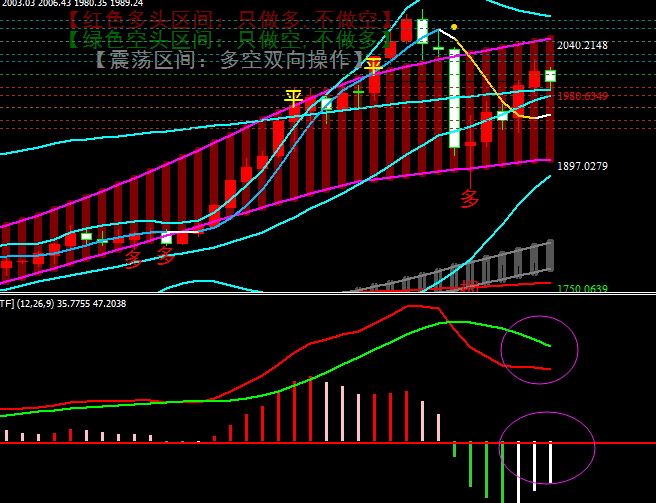 2003.03 2006.43 1980.35 1989.24
【红色多头区间：只做多,不做空】
【绿色空头区间：只做空,不做多】
【震荡区间：多空双向操作】
平
平
2040.2148
1980.6349
1897.0279
多
多
多
1750.0639
TF] (12,26,9) 35.7755 47.2038